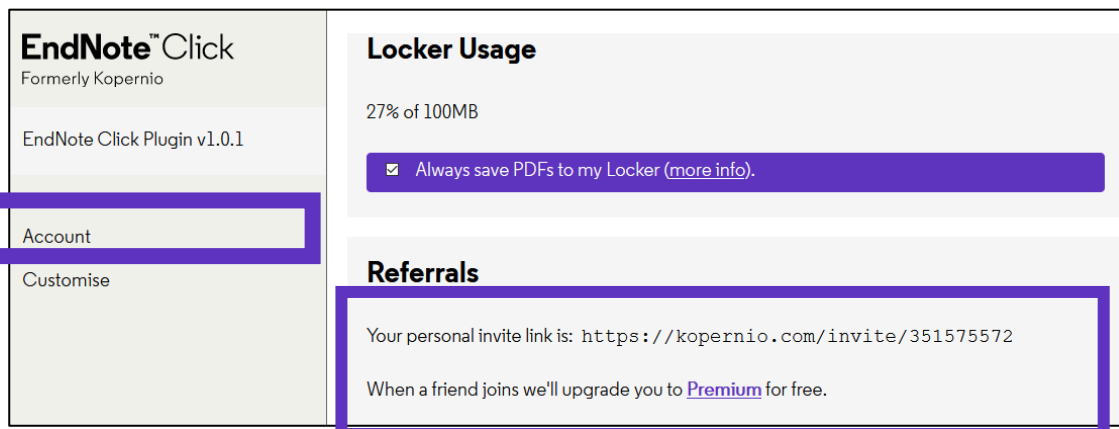 EndNote™ Click
Formerly Kopernio
EndNote Click Plugin v1.0.1
Account
Customise
Locker Usage
27% of 100MB
Always save PDFs to my Locker (more info).
Referrals
Your personal invite link is: https://kopernio.com/invite/351575572
When a friend joins we'll upgrade you to Premium for free.